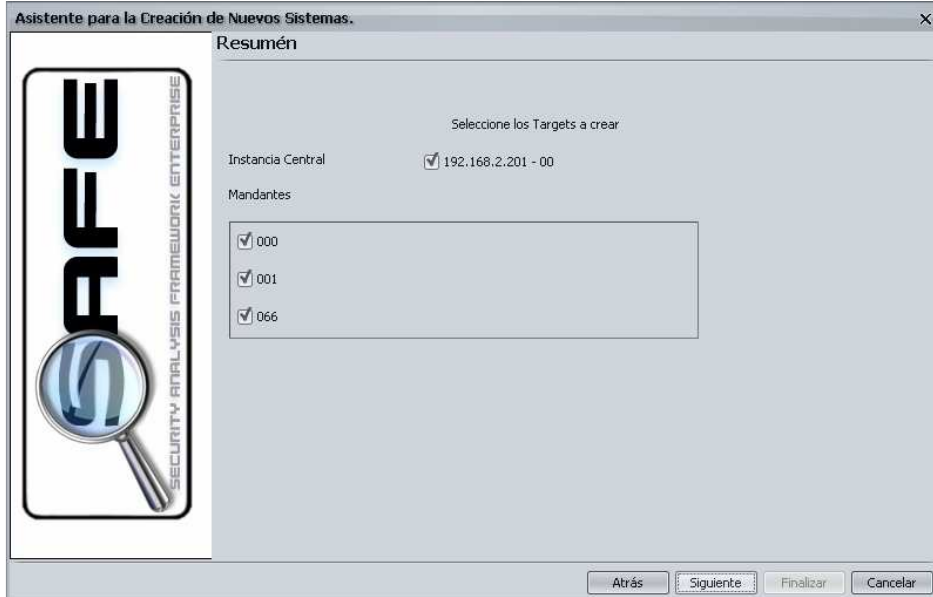 Asistente para la Creación de Nuevos Sistemas.
Resumén
SAFE
SECURITY ANALYSIS FRAMEWORK ENTERPRISE
Seleccione los Targets a crear
Instancia Central
192.168.2.201 - 00
Mandantes
000
001
066
Atrás
Siguiente
Finalizar
Cancelar